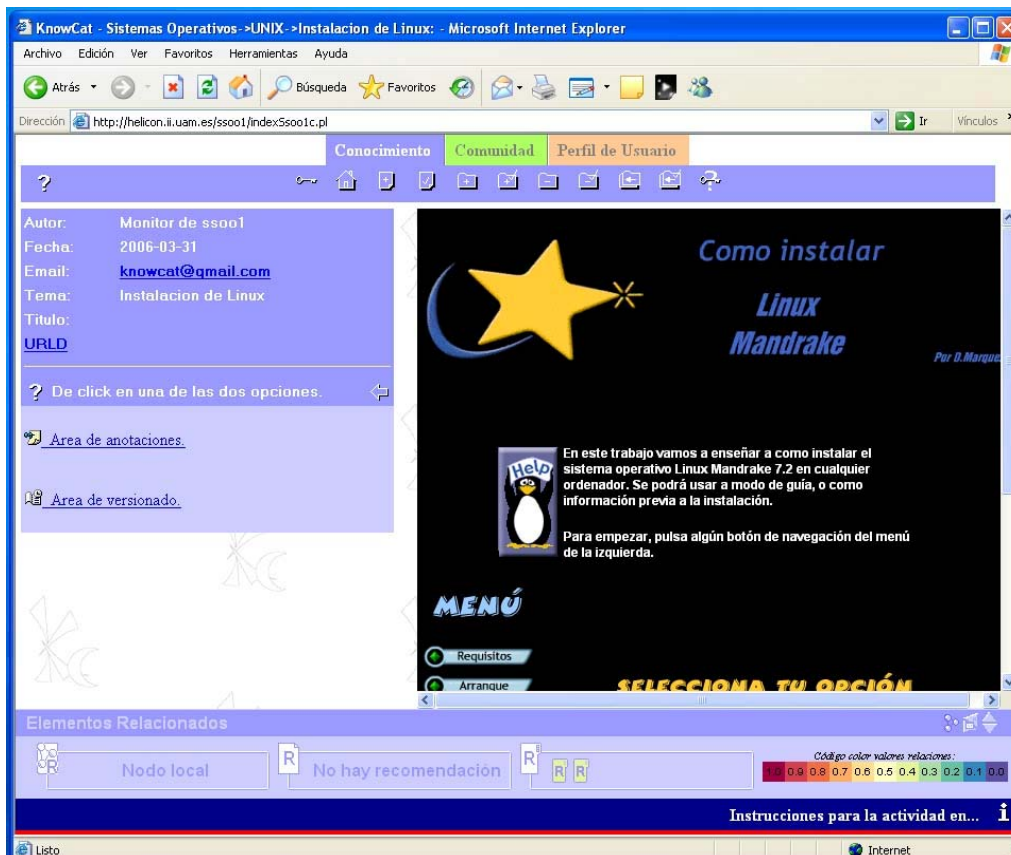 KnowCat - Sistemas Operativos->UNIX->Instalacion de Linux: - Microsoft Internet Explorer
Archivo Edición Ver Favoritos Herramientas Ayuda
Atrás Búsqueda Favoritos
Dirección http://helicon.ii.uam.es/ssoo1/index5soo1c.pl Ir Vínculos
Conocimiento Comunidad Perfil de Usuario
?
Autor: Monitor de ssoo1
Fecha: 2006-03-31
Email: knowcat@gmail.com
Tema: Instalacion de Linux
Titulo:
URLD
? De click en una de las dos opciones.
Area de anotaciones.
Area de versionado.
Como instalar
Linux
Mandrake
Por D.Marque
Help
En este trabajo vamos a enseñar a como instalar el
sistema operativo Linux Mandrake 7.2 en cualquier
ordenador. Se podrá usar a modo de guía, o como
información previa a la instalación.
Para empezar, pulsa algún botón de navegación del menú
de la izquierda.
MENÚ
Requisitos
Arranque
SELECCIONA TU OPCIÓN
Elementos Relacionados
R Nodo local
R No hay recomendación
R R R
Código color valores relaciones:
1.0 0.9 0.8 0.7 0.6 0.5 0.4 0.3 0.2 0.1 0.0
Instrucciones para la actividad en... i
Listo Internet